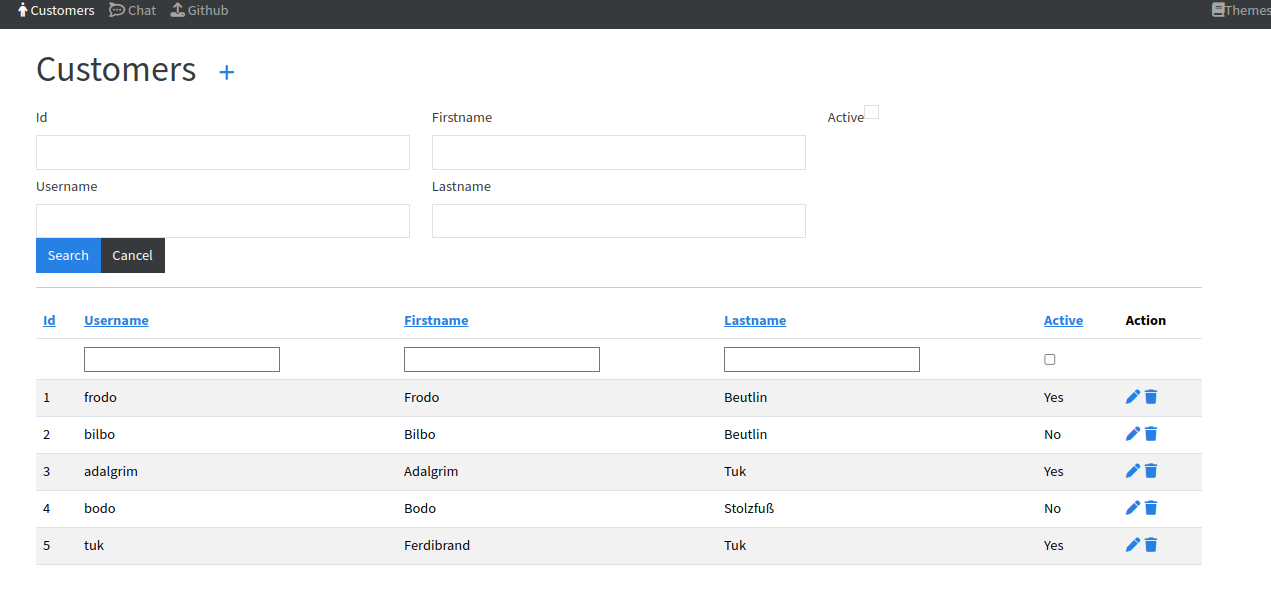 Customers Chat Github Themes
Customers +
Id Firstname Active
Username Lastname
Search Cancel
Id Username Firstname Lastname Active Action
1 frodo Frodo Beutlin Yes
2 bilbo Bilbo Beutlin No
3 adalgrim Adalgrim Tuk Yes
4 bodo Bodo Stolzfuß No
5 tuk Ferdibrand Tuk Yes